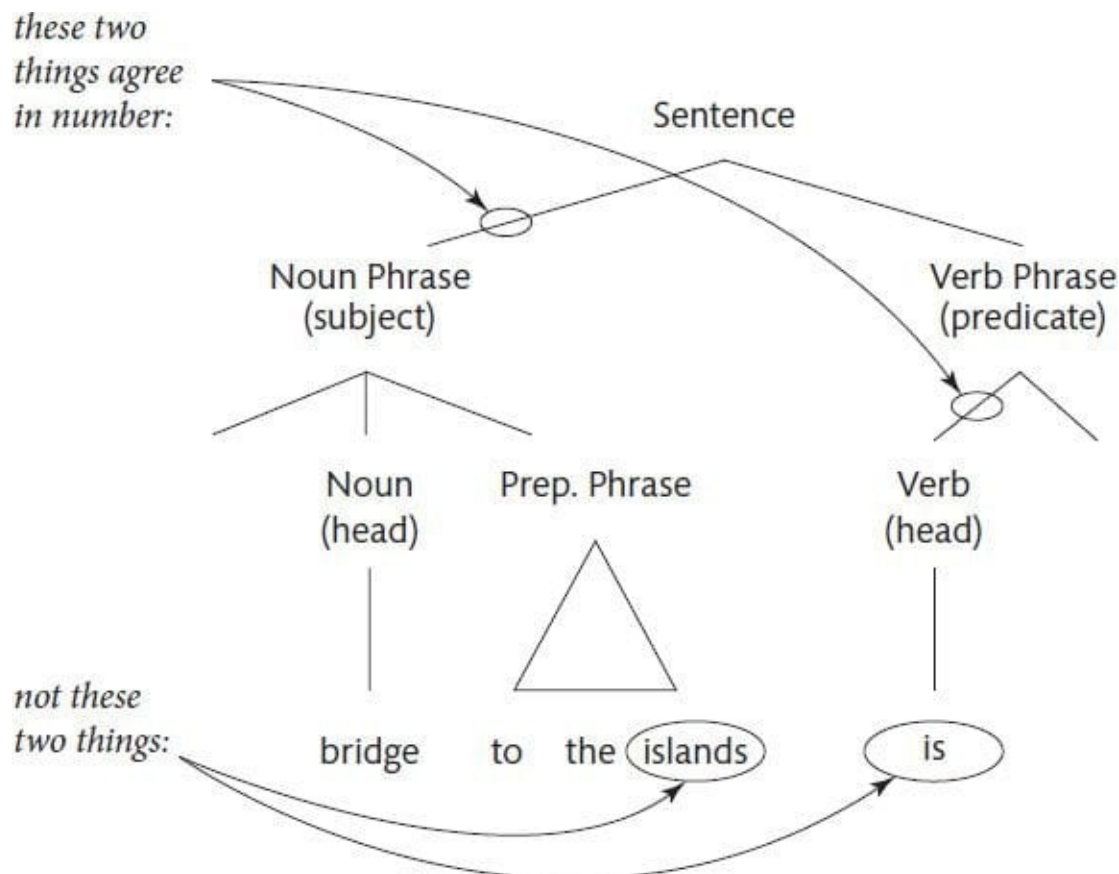 these two
things agree
in number:
Sentence
Noun Phrase
(subject)
Verb Phrase
(predicate)
Noun
(head)
Prep. Phrase
Verb
(head)
not these
two things:
bridge to the islands is